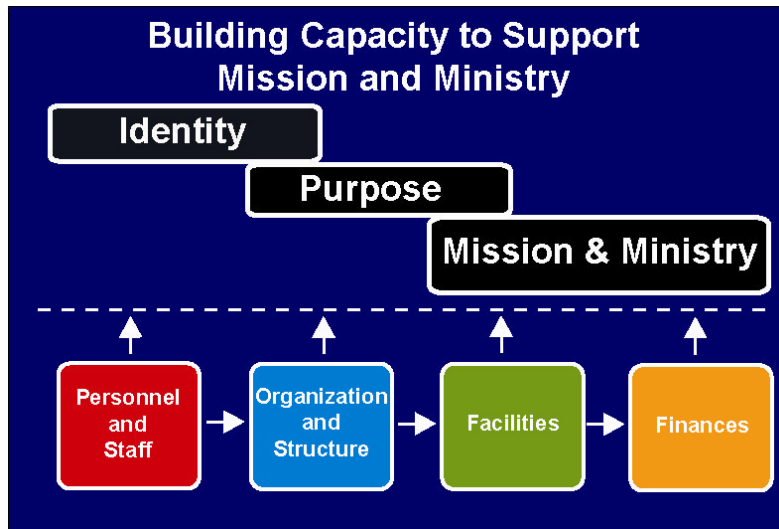 Building Capacity to Support
Mission and Ministry
Identity
Purpose
Mission & Ministry
Personnel
and
Staff
Organization
and
Structure
Facilities
Finances